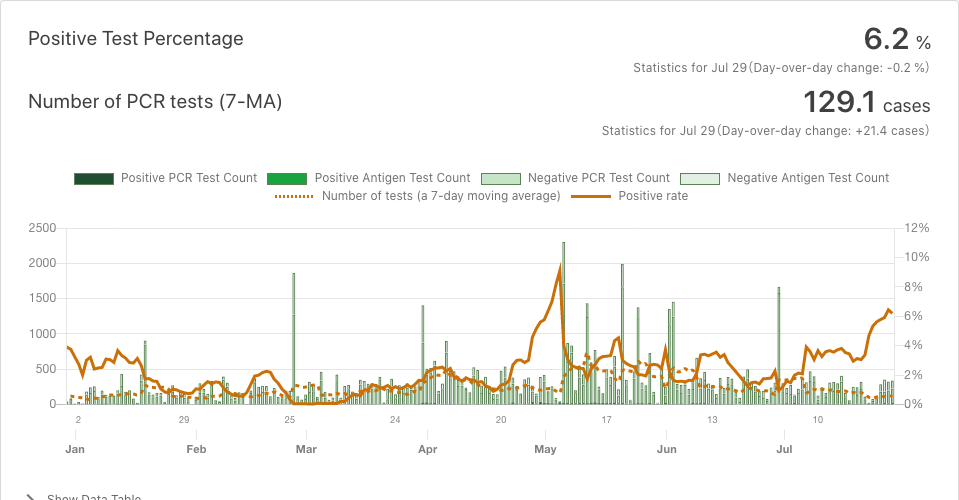 Positive Test Percentage
6.2 %
Statistics for Jul 29(Day-over-day change: -0.2 %)
Number of PCR tests (7-MA)
129.1 cases
Statistics for Jul 29(Day-over-day change: +21.4 cases)
Positive PCR Test Count Positive Antigen Test Count Negative PCR Test Count Negative Antigen Test Count
Number of tests (a 7-day moving average) Positive rate
2500 12%
2000 10%
8%
1500
6%
1000
4%
500
2%
0 0%
2 29 25 24 20 17 13 10
Jan Feb Mar Apr May Jun Jul
Show Data Table